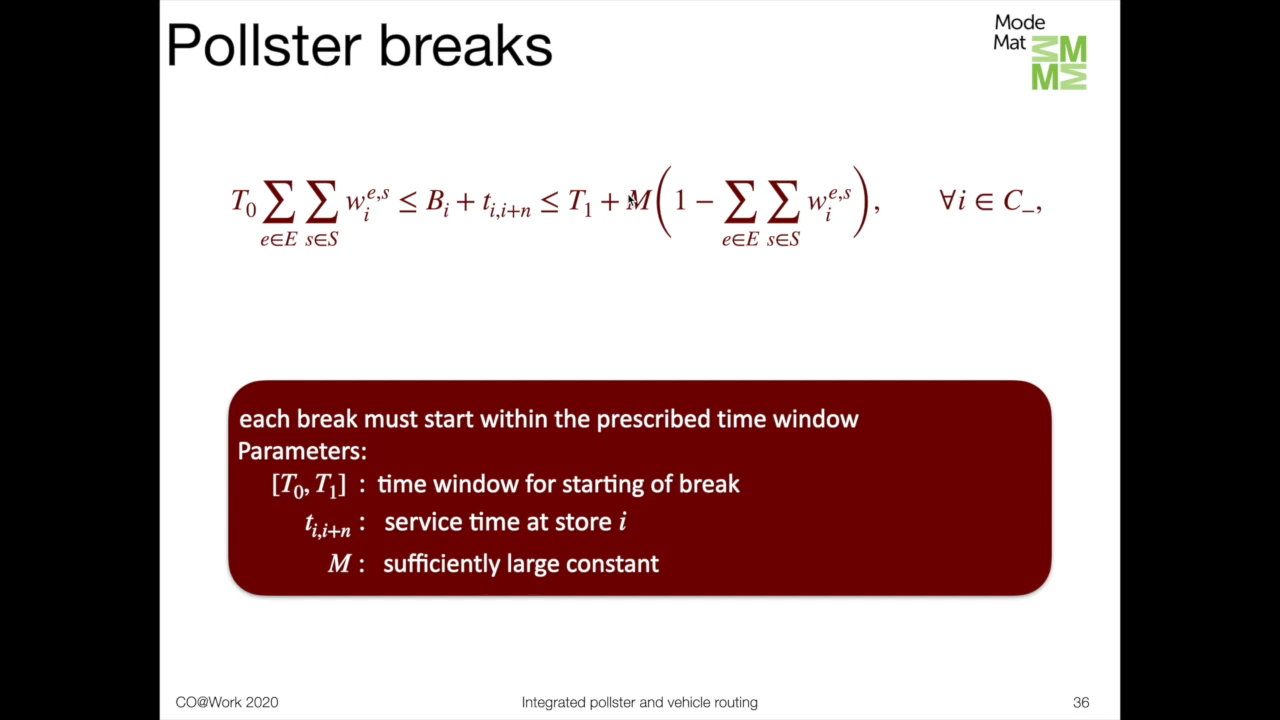 Pollster breaks
Mode
Mat
M
M
T₀ ∑_{e∈E} ∑_{s∈S} w_i^{e,s} ≤ B_i + t_{i,i+n} ≤ T₁ + M(1 − ∑_{e∈E} ∑_{s∈S} w_i^{e,s}), ∀i ∈ C₋,
each break must start within the prescribed time window
Parameters:
[T₀, T₁] : time window for starting of break
t_{i,i+n} : service time at store i
M : sufficiently large constant
CO@Work 2020
Integrated pollster and vehicle routing
36